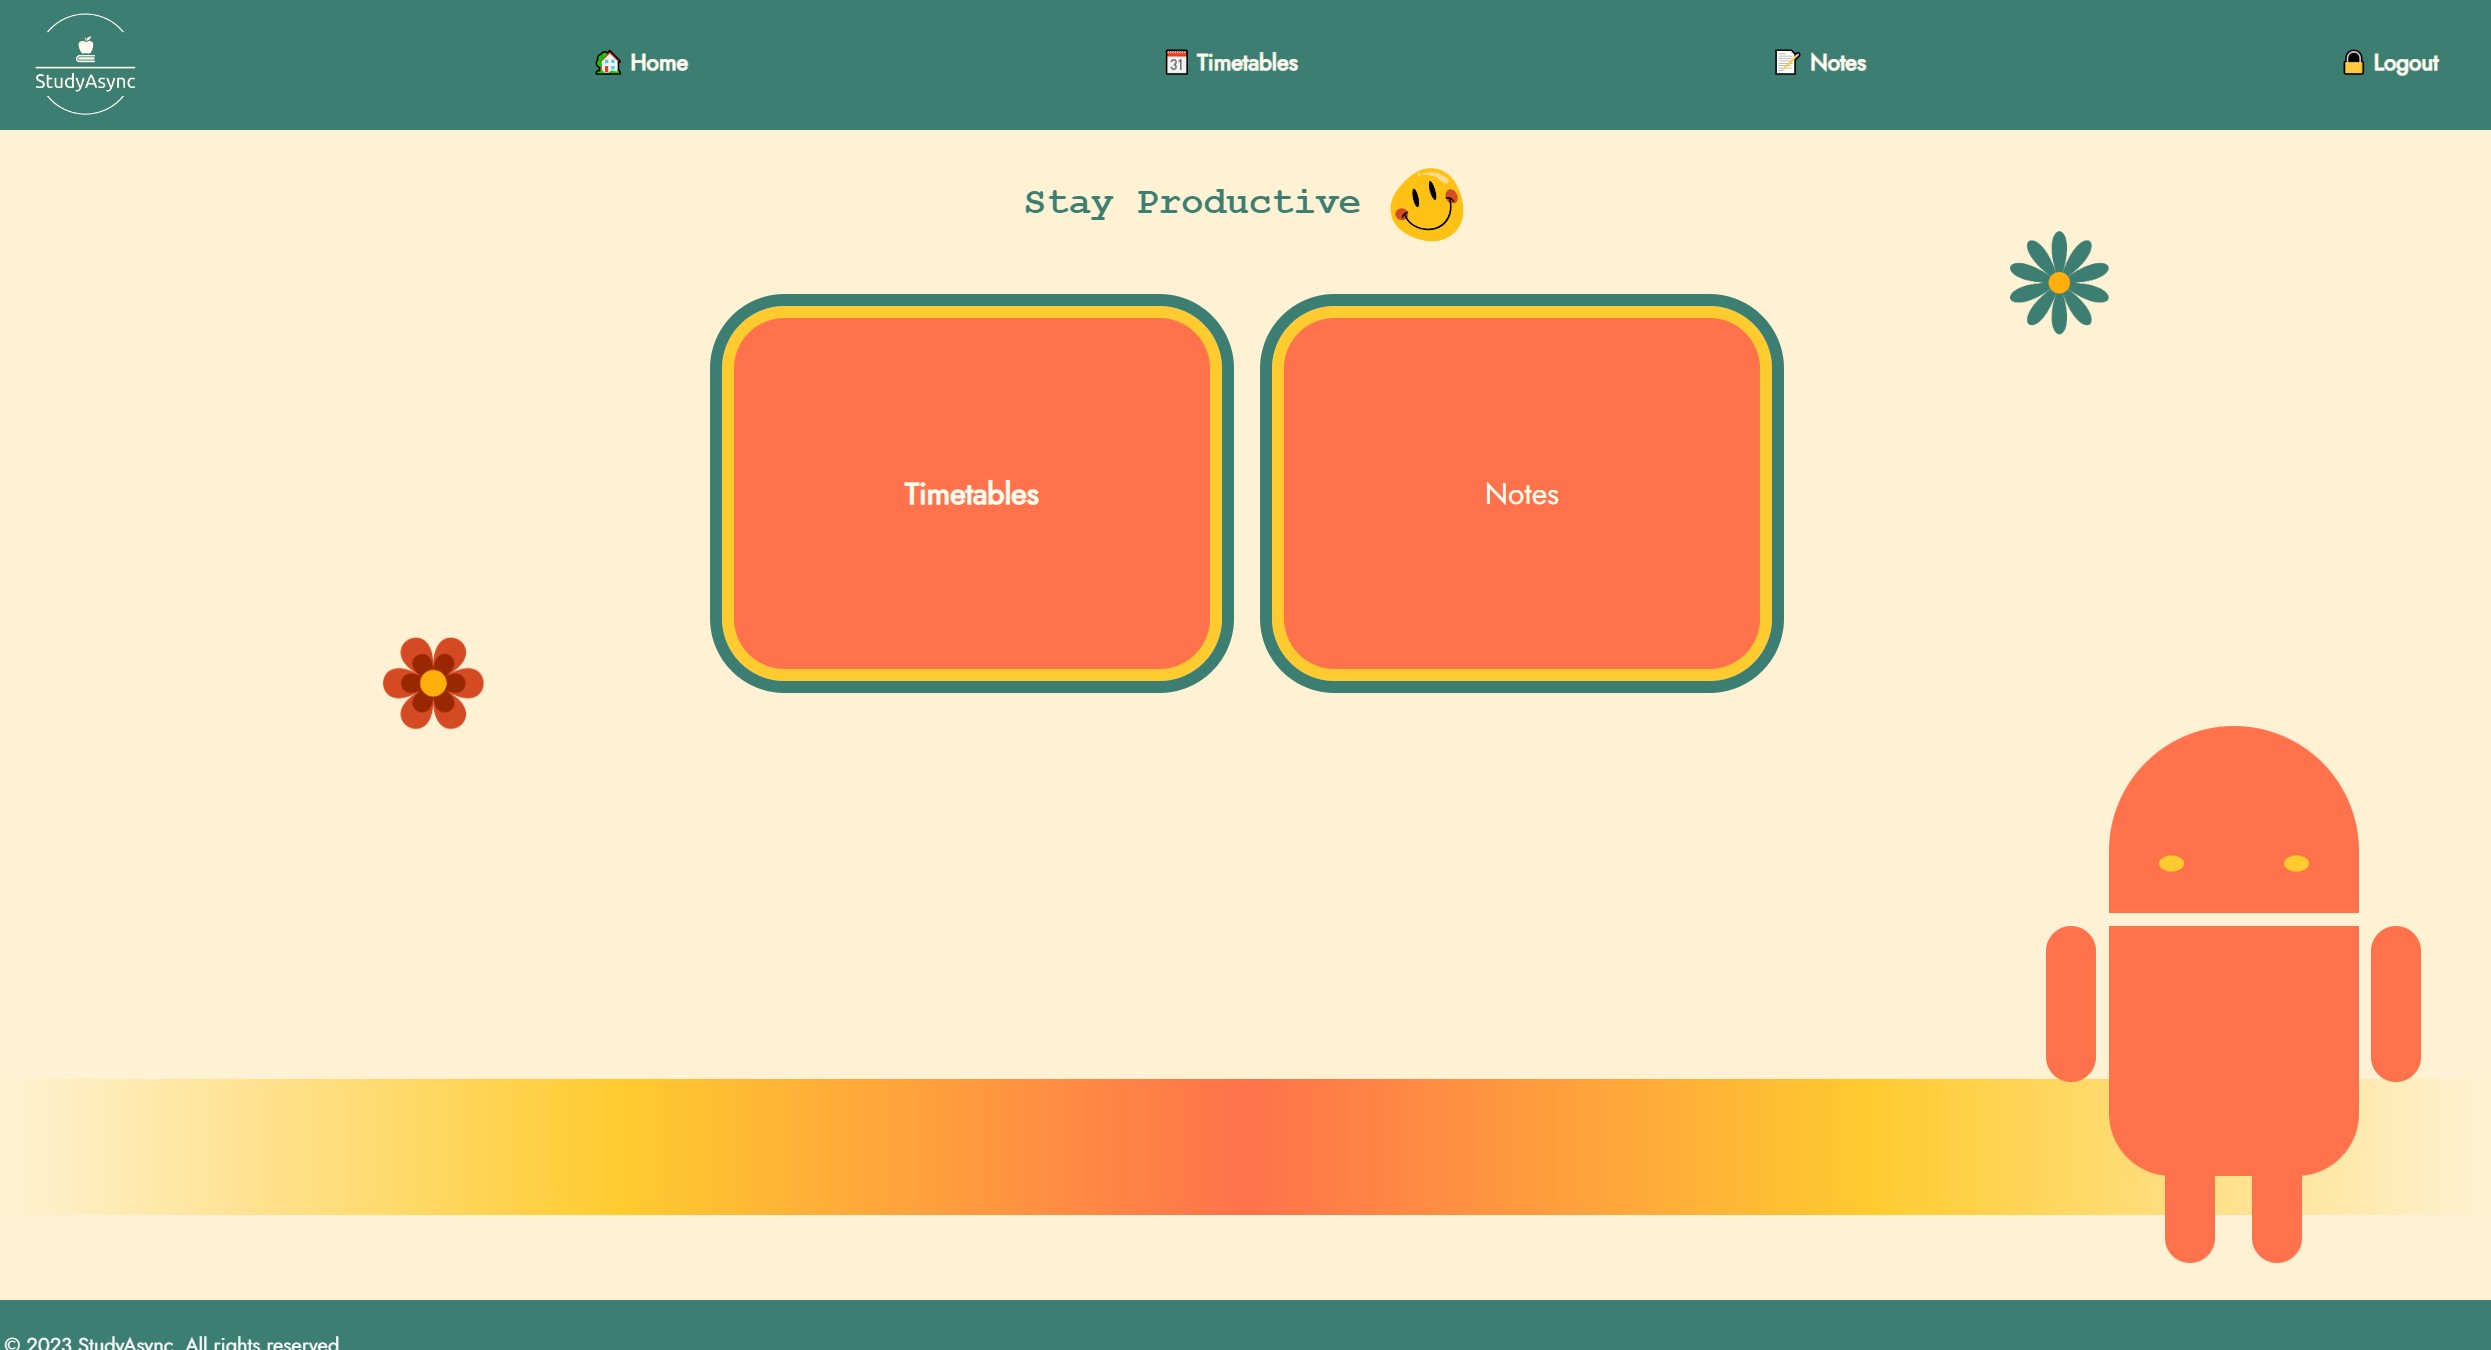 StudyAsync
Home
Timetables
Notes
Logout
Stay Productive
Timetables
Notes
© 2023 StudyAsync. All rights reserved